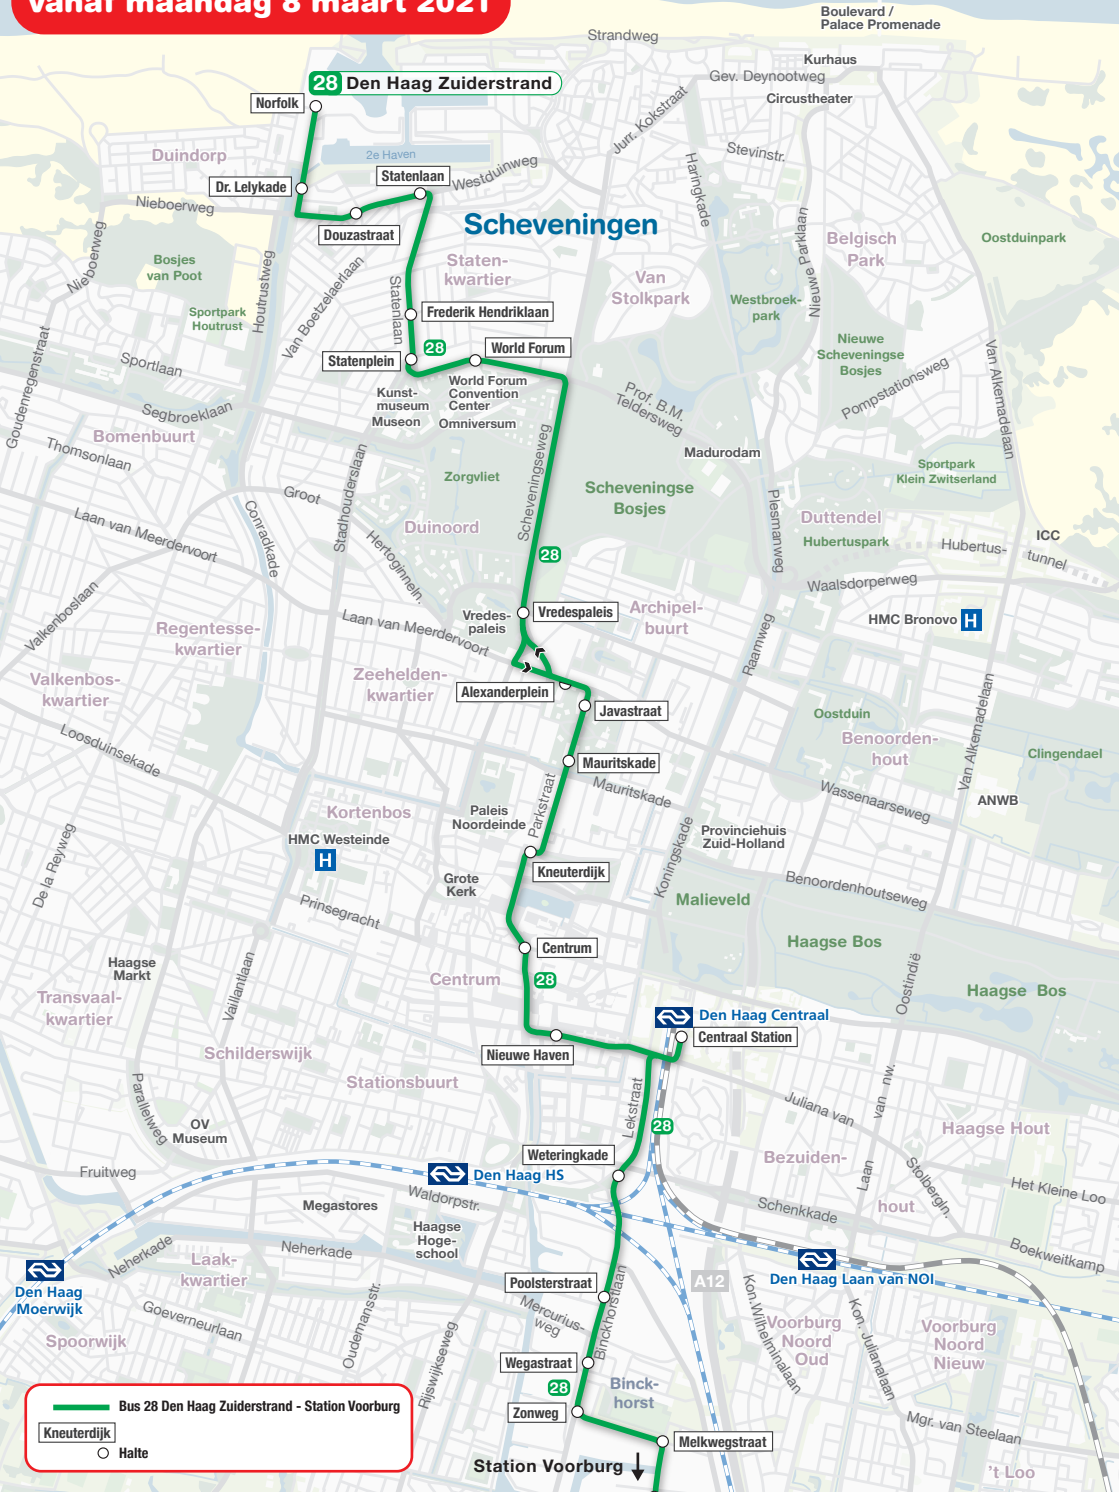 vanaf maandag 8 maart 2021
Boulevard /
Palace Promenade
Strandweg
Kurhaus
Gev. Deynootweg
28 Den Haag Zuiderstrand
Circustheater
Norfolk
Jurr. Kokstraat
Duindorp
2e Haven
Stevinstr.
Haringkade
Westduinweg
Statenlaan
Dr. Lelykade
Nieboerweg
Scheveningen
Douzastraat
Nieuwe Parklaan
Belgisch
Park
Oostduinpark
Nieboerweg
Bosjes
van Poot
Houtrustweg
Van Boetzelaerlaan
Staten-
kwartier
Van
Stolkpark
Westbroek-
park
Statenlaan
Sportpark
Houtrust
Frederik Hendriklaan
28
World Forum
Statenplein
Nieuwe
Scheveningse
Bosjes
Van Alkemadelaan
Goudenregenstraat
Sportlaan
Pompstationsweg
Kunst-
museum
Museon
World Forum
Convention
Center
Omniversum
Prof. B.M.
Teldersweg
Segbroeklaan
Bomenbuurt
Thomsonlaan
Madurodam
Sportpark
Klein Zwitserland
Stadhouderslaan
Zorgvliet
Scheveningseweg
Scheveningse
Bosjes
Groot
Hertoginneln.
Conradkade
Laan van Meerdervoort
Duinoord
Plesmanweg
Duttendel
Hubertuspark
Hubertus-
tunnel
ICC
28
Waalsdorperweg
Valkenboslaan
Vredespaleis
Vredes-
paleis
Archipel-
buurt
HMC Bronovo H
Laan van Meerdervoort
Regentesse-
kwartier
Raamweg
Zeehelden-
kwartier
Valkenbos-
kwartier
Alexanderplein
Javastraat
Oostduin
Benoorden-
hout
Van Alkemadelaan
Clingendael
Loosduinsekade
Mauritskade
Mauritskade
Wassenaarseweg
ANWB
Parkstraat
Kortenbos
Paleis
Noordeinde
HMC Westeinde
H
Provinciehuis
Zuid-Holland
Koningskade
De la Reyweg
Kneuterdijk
Grote
Kerk
Benoordenhoutseweg
Malieveld
Prinsegracht
Haagse Bos
Centrum
Haagse
Markt
Vaillantlaan
Centrum
28
Oostindië
Haagse Bos
Transvaal-
kwartier
Den Haag Centraal
Centraal Station
Nieuwe Haven
Schilderswijk
Stationsbuurt
Parallelweg
Lekstraat
Juliana van
van nw.
OV
Museum
28
Haagse Hout
Weteringkade
Bezuiden-
hout
Laan
Stolbergln.
Fruitweg
Den Haag HS
Waldorpstr.
Het Kleine Loo
Megastores
Schenkkade
Haagse
Hoge-
school
Neherkade
Neherkade
Laak-
kwartier
Boekweitkamp
Den Haag
Moerwijk
Den Haag Laan van NOI
A12
Poolsterstraat
Binckhorstlaan
Kon. Wilhelminalaan
Kon. Julianalaan
Goeverneurlaan
Oudemansstr.
Mercurius-
weg
Voorburg
Noord
Oud
Voorburg
Noord
Nieuw
Spoorwijk
Rijswijkseweg
Wegastraat
28
Binck-
horst
Zonweg
Bus 28 Den Haag Zuiderstrand - Station Voorburg
Kneuterdijk
Halte
Melkwegstraat
Mgr. van Steelaan
Station Voorburg
't Loo